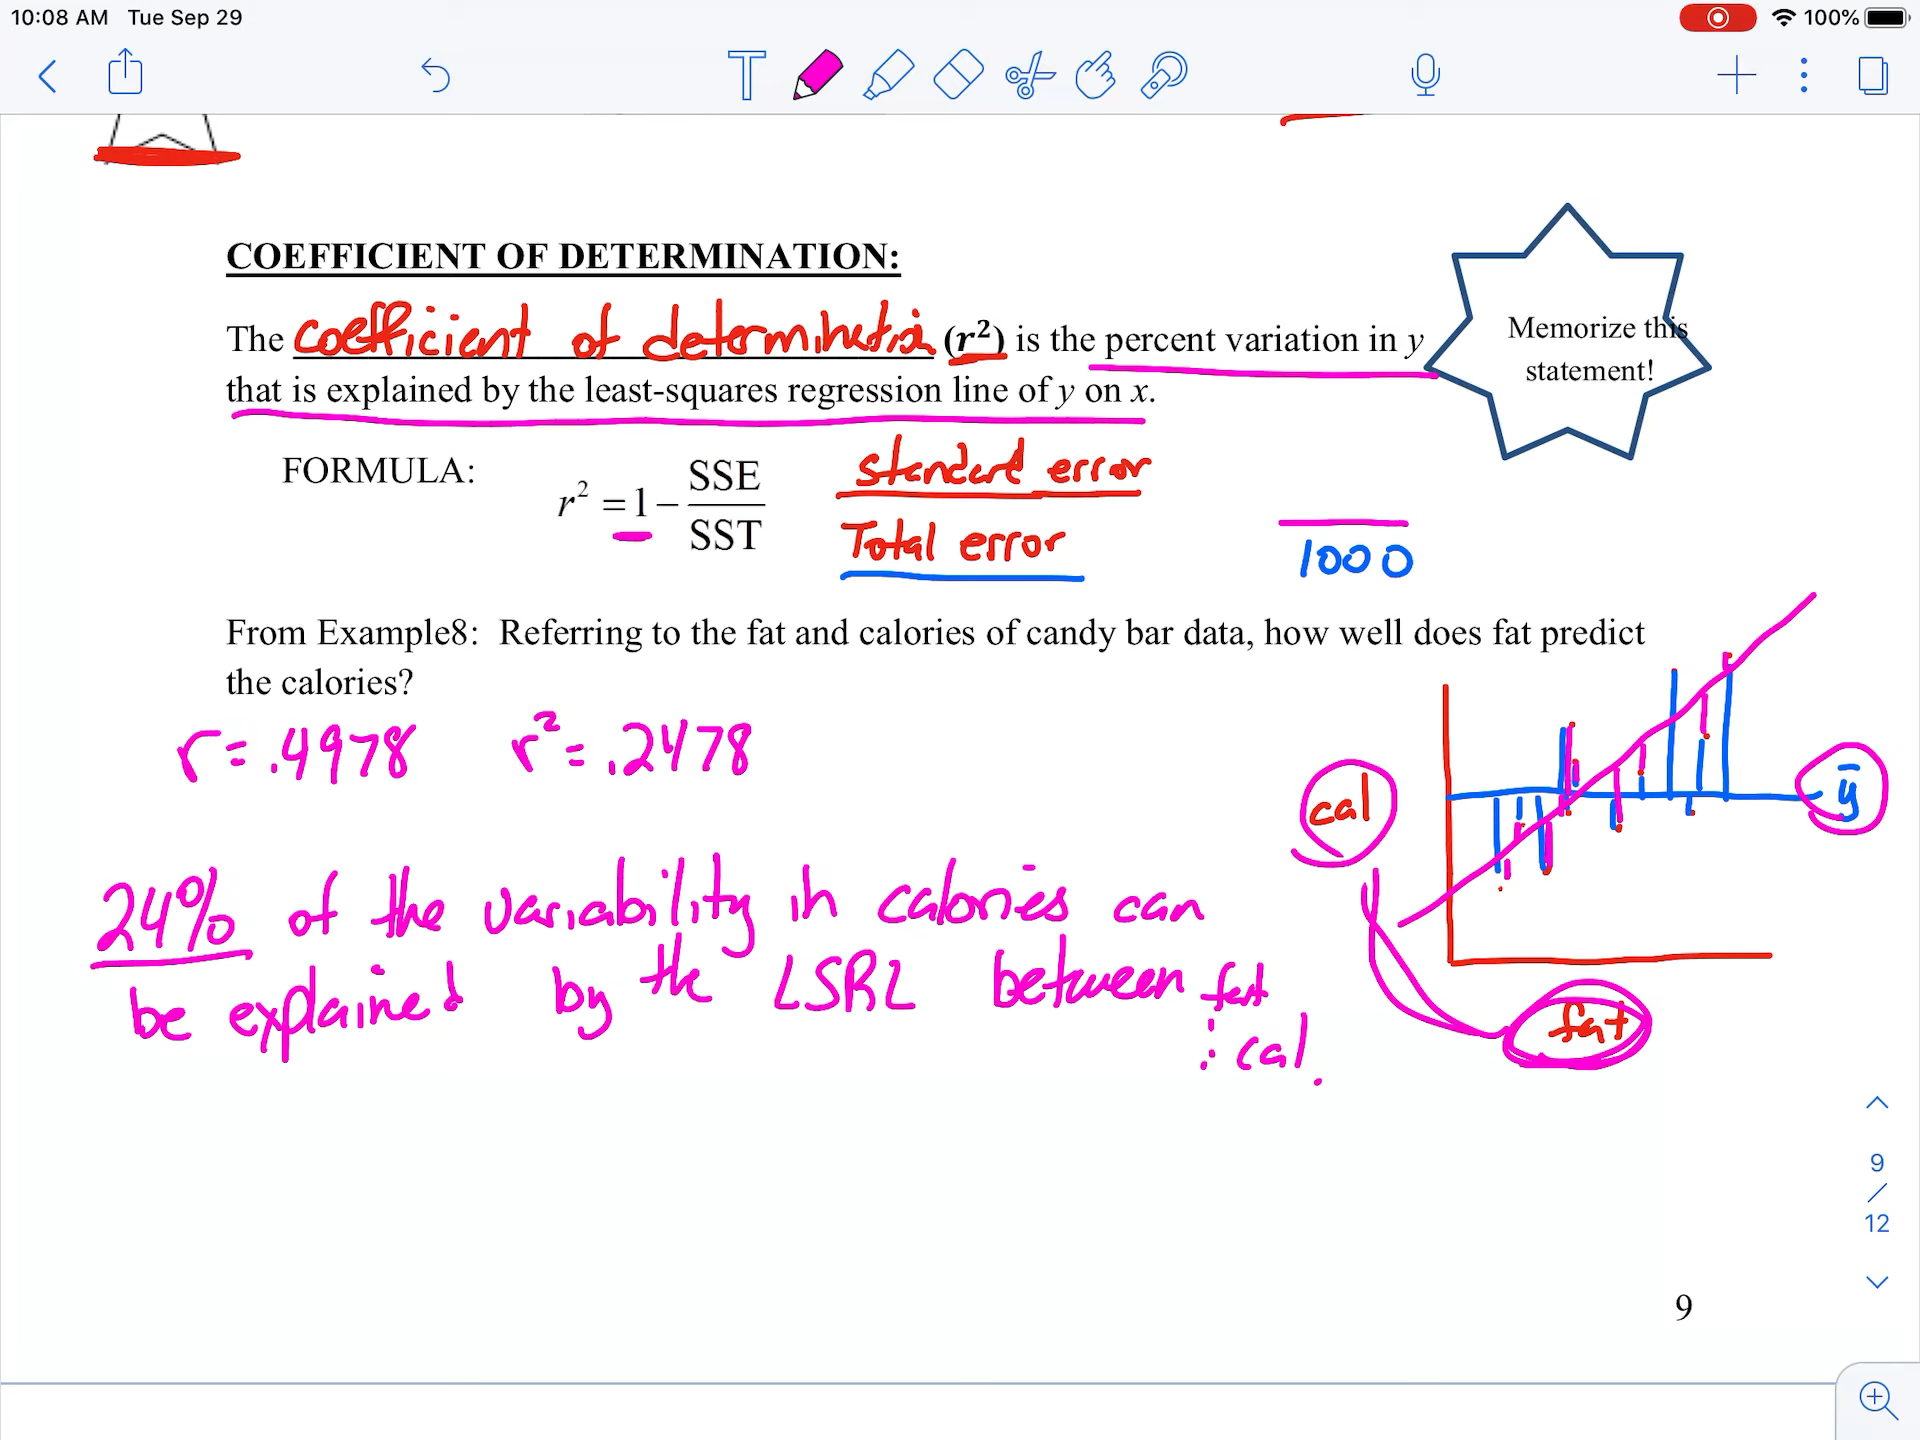 10:08 AM Tue Sep 29
100%
T
COEFFICIENT OF DETERMINATION:
The coefficient of determination (r²) is the percent variation in y
that is explained by the least-squares regression line of y on x.
Memorize this
statement!
FORMULA:
r² = 1 − SSE/SST
standard error
Total error
1000
From Example8: Referring to the fat and calories of candy bar data, how well does fat predict
the calories?
r = .4978 r² = .2478
cal
ȳ
24% of the variability in calories can
be explained by the LSRL between fat
: cal.
fat
9
/
12
9